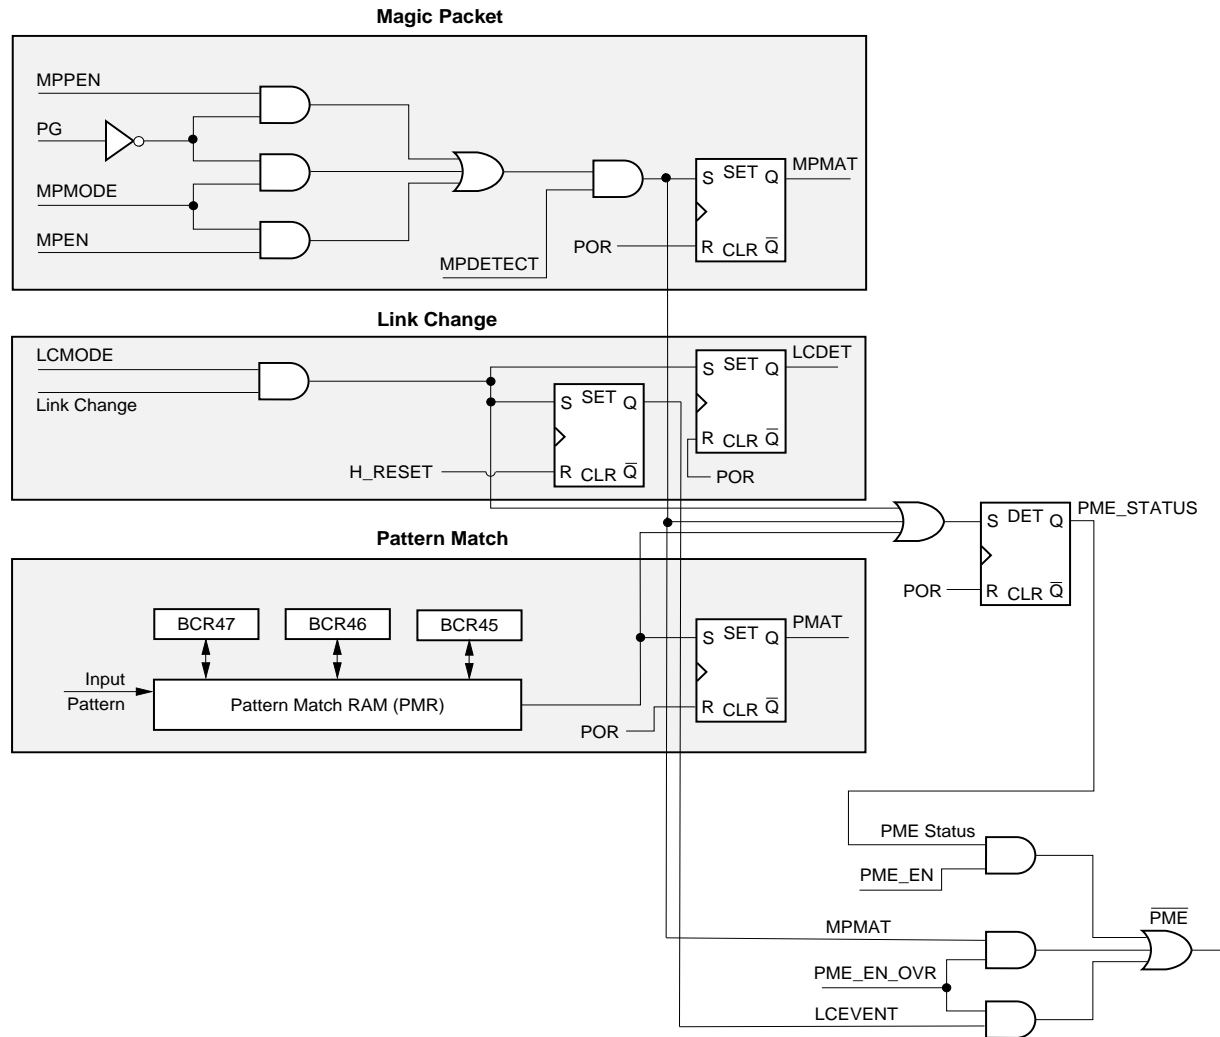 Magic Packet
MPPEN
PG
MPMODE
MPEN
MPDETECT
POR
S SET Q
R CLR Q̅
MPMAT
Link Change
LCMODE
Link Change
H_RESET
S SET Q
R CLR Q̅
S SET Q
R CLR Q̅
LCDET
POR
Pattern Match
BCR47
BCR46
BCR45
Input
Pattern
Pattern Match RAM (PMR)
POR
S SET Q
R CLR Q̅
PMAT
POR
S DET Q
R CLR Q̅
PME_STATUS
PME Status
PME_EN
MPMAT
PME_EN_OVR
LCEVENT
P̅M̅E̅